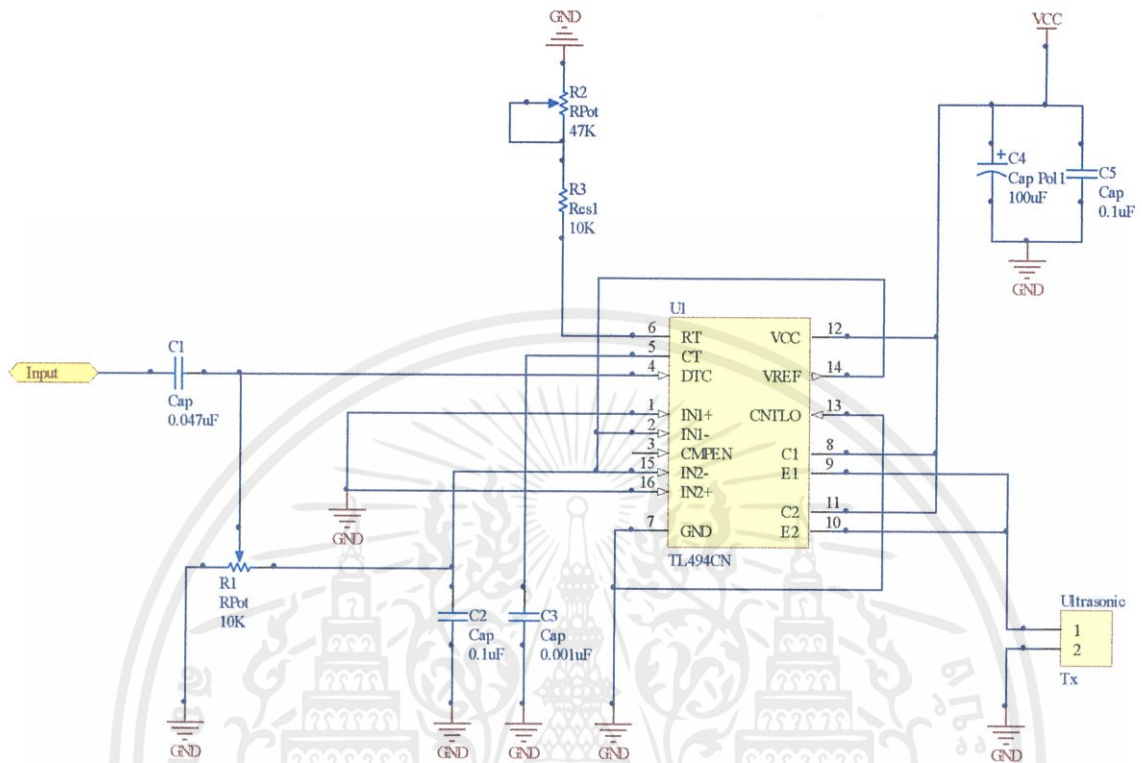 GND
VCC
R2
RPot
47K
C4
Cap Pol1
100uF
C5
Cap
0.1uF
R3
Res1
10K
GND
U1
6 RT VCC 12
5 CT
4 DTC VREF 14
1 IN1+ CNTLO 13
2 IN1-
3 CMPEN C1 8
15 IN2- E1 9
16 IN2+
C2 11
7 GND E2 10
TL494CN
Input
C1
Cap
0.047uF
GND
R1
RPot
10K
C2
Cap
0.1uF
C3
Cap
0.001uF
Ultrasonic
1
2
Tx
GND
GND
GND
GND
GND